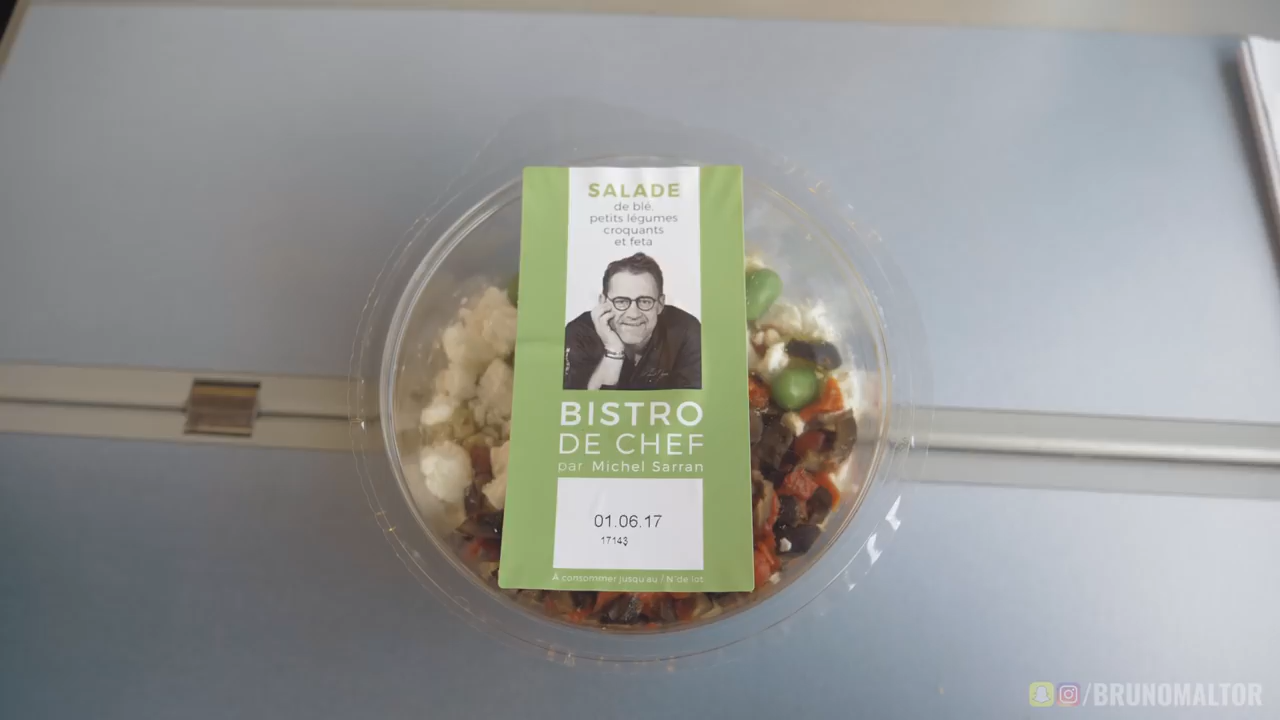 SALADE
de blé,
petits légumes
croquants
et feta
BISTRO
DE CHEF
par Michel Sarran
01.06.17
17143
À consommer jusqu'au / N°de lot
/BRUNOMALTOR